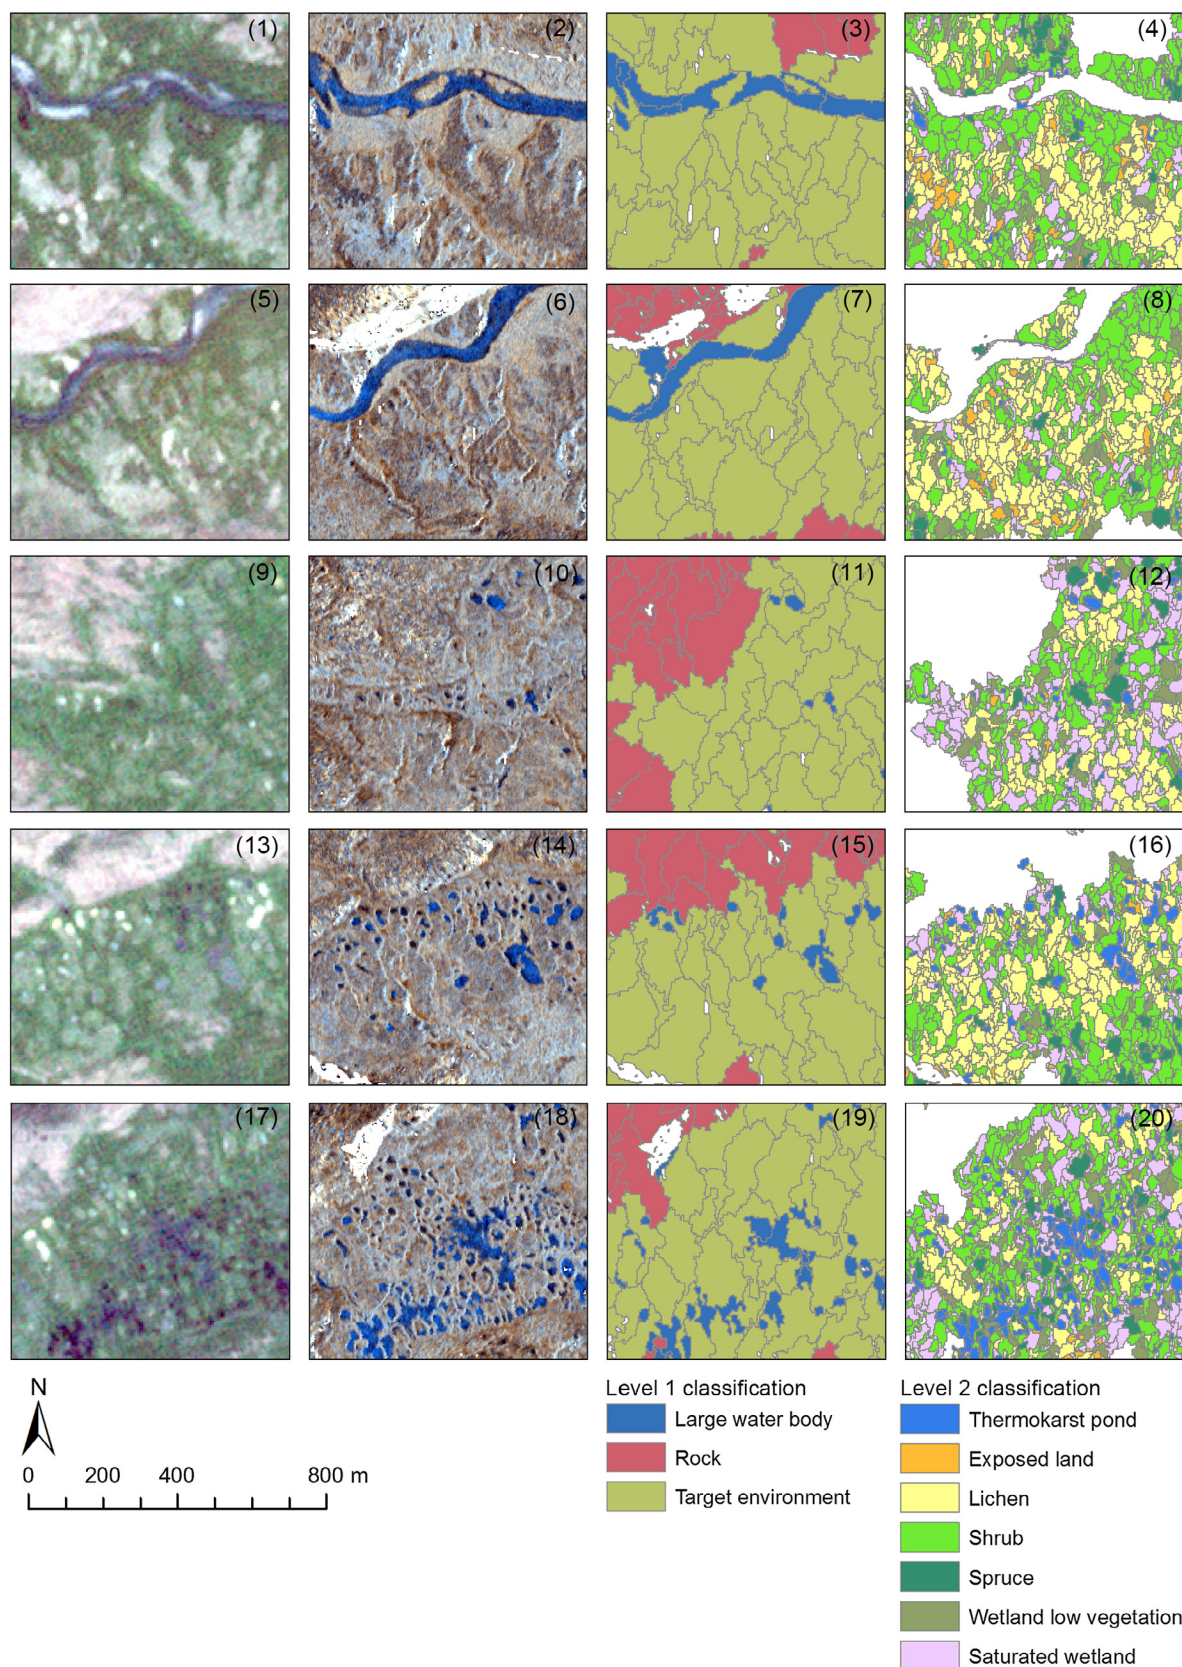 (1)
(2)
(3)
(4)
(5)
(6)
(7)
(8)
(9)
(10)
(11)
(12)
(13)
(14)
(15)
(16)
(17)
(18)
(19)
(20)
N
0 200 400 800 m
Level 1 classification
Large water body
Rock
Target environment
Level 2 classification
Thermokarst pond
Exposed land
Lichen
Shrub
Spruce
Wetland low vegetation
Saturated wetland